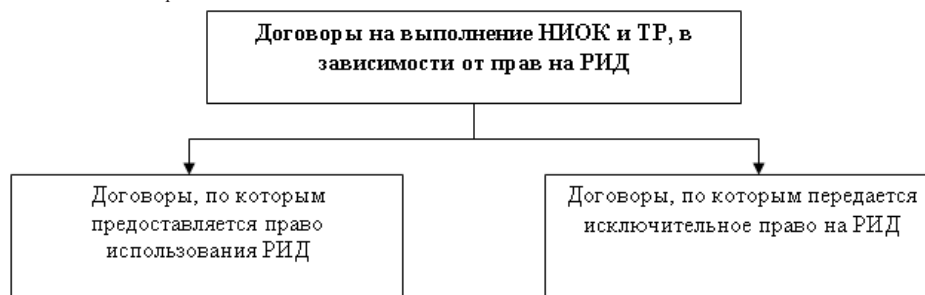 Договоры на выполнение НИОК и ТР, в
зависимости от прав на РИД
Договоры, по которым
предоставляется право
использования РИД
Договоры, по которым передается
исключительное право на РИД